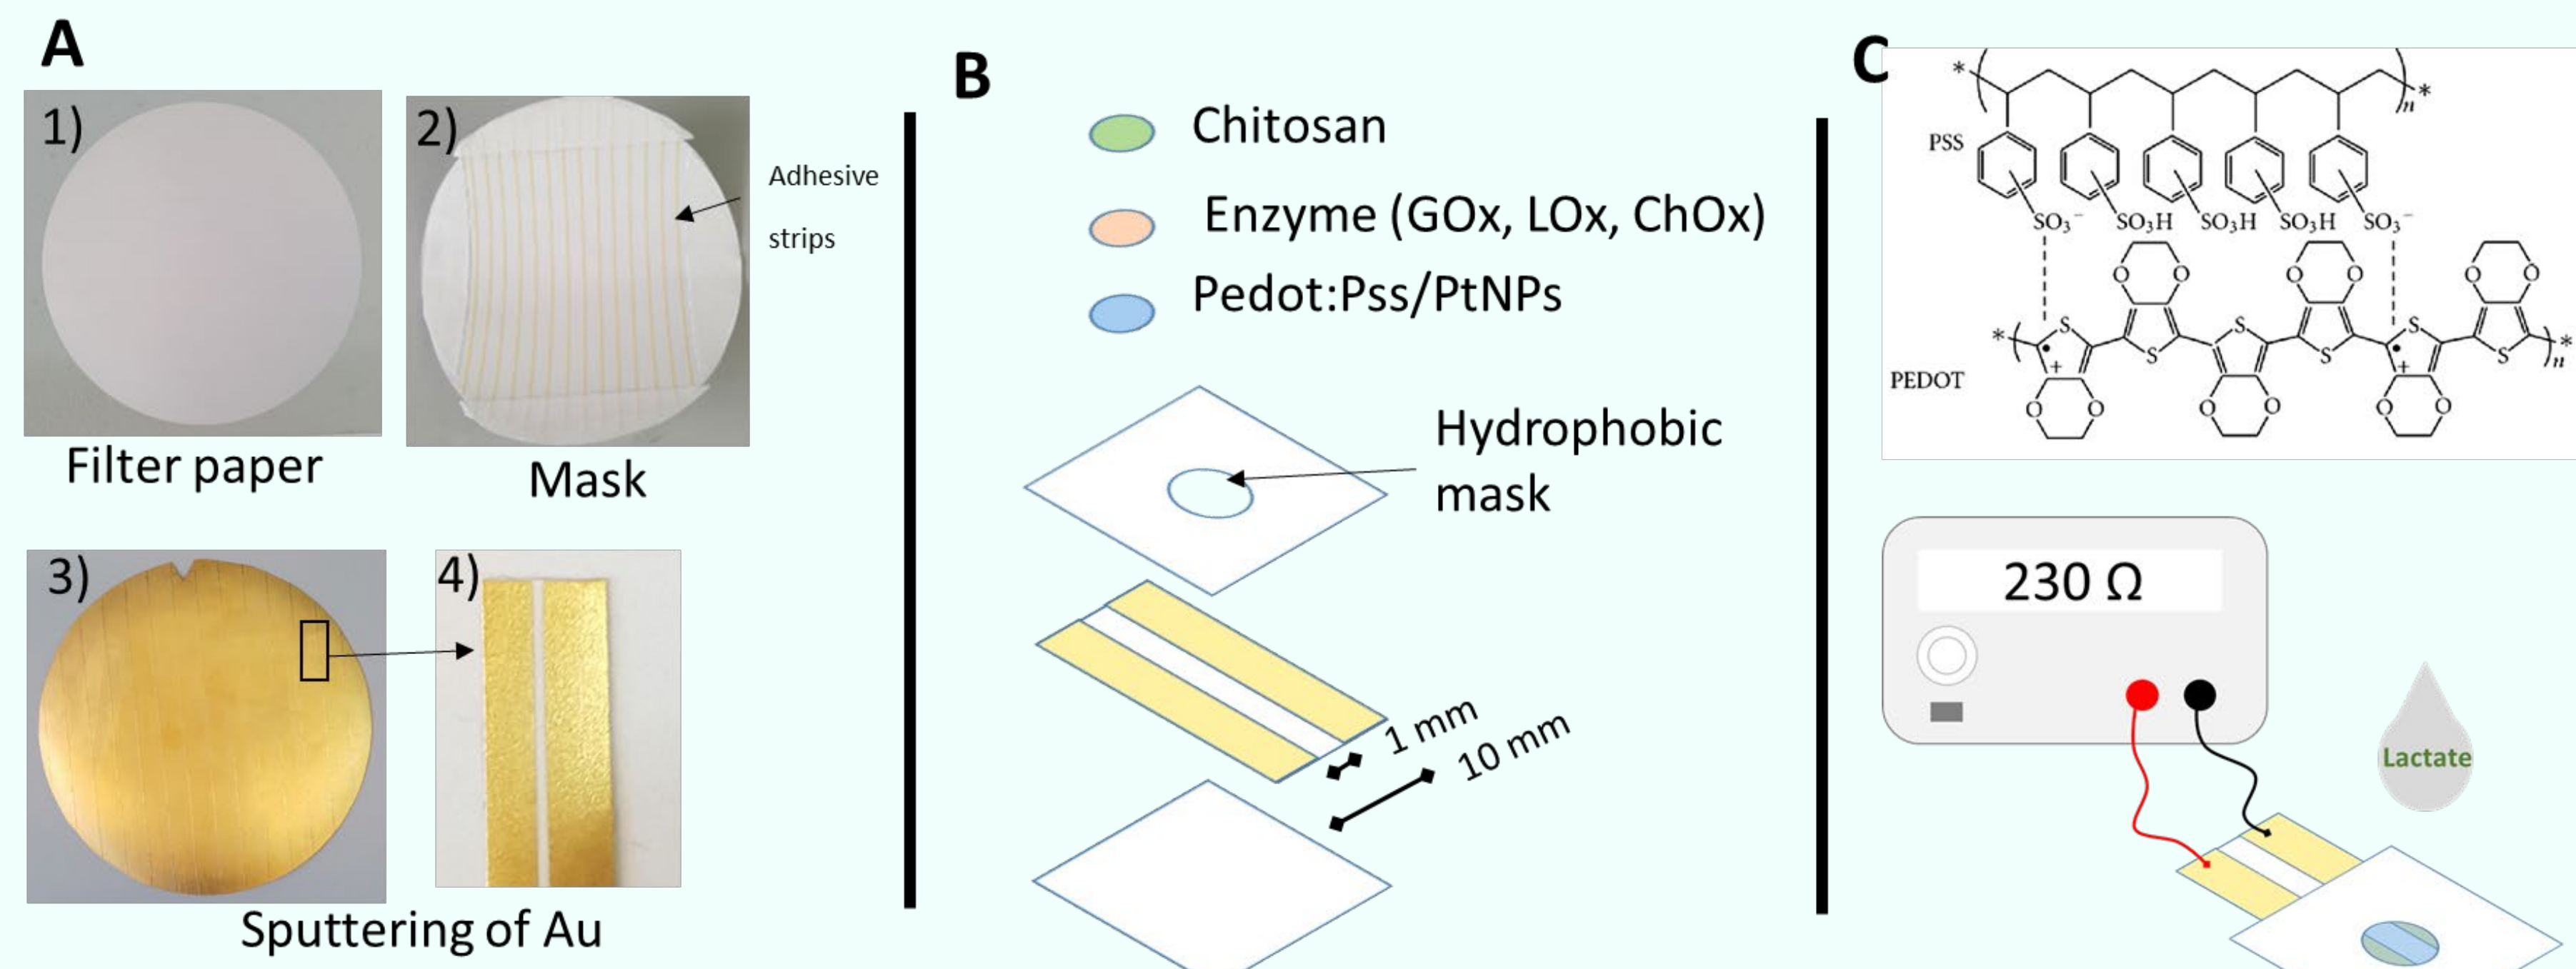 A
1)
2)
Adhesive
strips
Filter paper
Mask
3)
4)
Sputtering of Au
B
Chitosan
Enzyme (GOx, LOx, ChOx)
Pedot:Pss/PtNPs
Hydrophobic
mask
1 mm
10 mm
C
* ( )n *
PSS
SO₃⁻ SO₃H SO₃H SO₃H SO₃⁻
O O O O O O
S S S S S S
* ( • + • + )n *
PEDOT
O O O O O O
230 Ω
Lactate